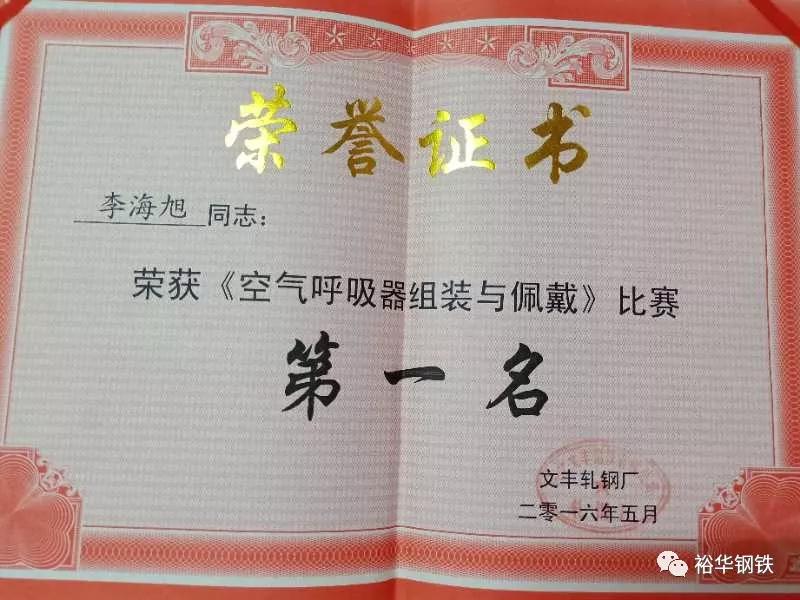 荣誉证书
李海旭 同志：
荣获《空气呼吸器组装与佩戴》比赛
第一名
文丰轧钢厂
二零一六年五月
裕华钢铁